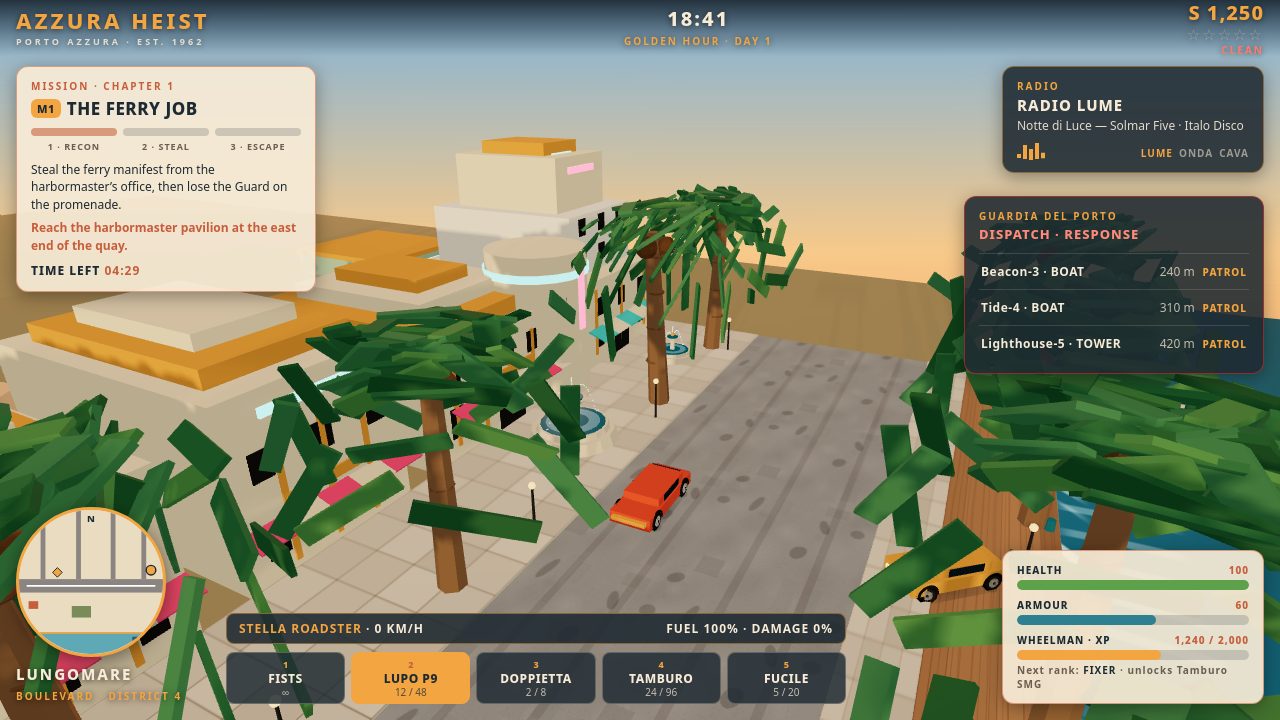 AZZURA HEIST
PORTO AZZURA · EST. 1962
18:41
GOLDEN HOUR · DAY 1
S 1,250
☆☆☆☆☆
CLEAN
MISSION · CHAPTER 1
M1 THE FERRY JOB
1 · RECON 2 · STEAL 3 · ESCAPE
Steal the ferry manifest from the
harbormaster’s office, then lose the Guard on
the promenade.
Reach the harbormaster pavilion at the east
end of the quay.
TIME LEFT 04:29
RADIO
RADIO LUME
Notte di Luce — Solmar Five · Italo Disco
LUME ONDA CAVA
GUARDIA DEL PORTO
DISPATCH · RESPONSE
Beacon-3 · BOAT 240 m PATROL
Tide-4 · BOAT 310 m PATROL
Lighthouse-5 · TOWER 420 m PATROL
N
LUNGOMARE
BOULEVARD · DISTRICT 4
STELLA ROADSTER · 0 KM/H FUEL 100% · DAMAGE 0%
1
FISTS
∞
2
LUPO P9
12 / 48
3
DOPPIETTA
2 / 8
4
TAMBURO
24 / 96
5
FUCILE
5 / 20
HEALTH 100
ARMOUR 60
WHEELMAN · XP 1,240 / 2,000
Next rank: FIXER · unlocks Tamburo
SMG